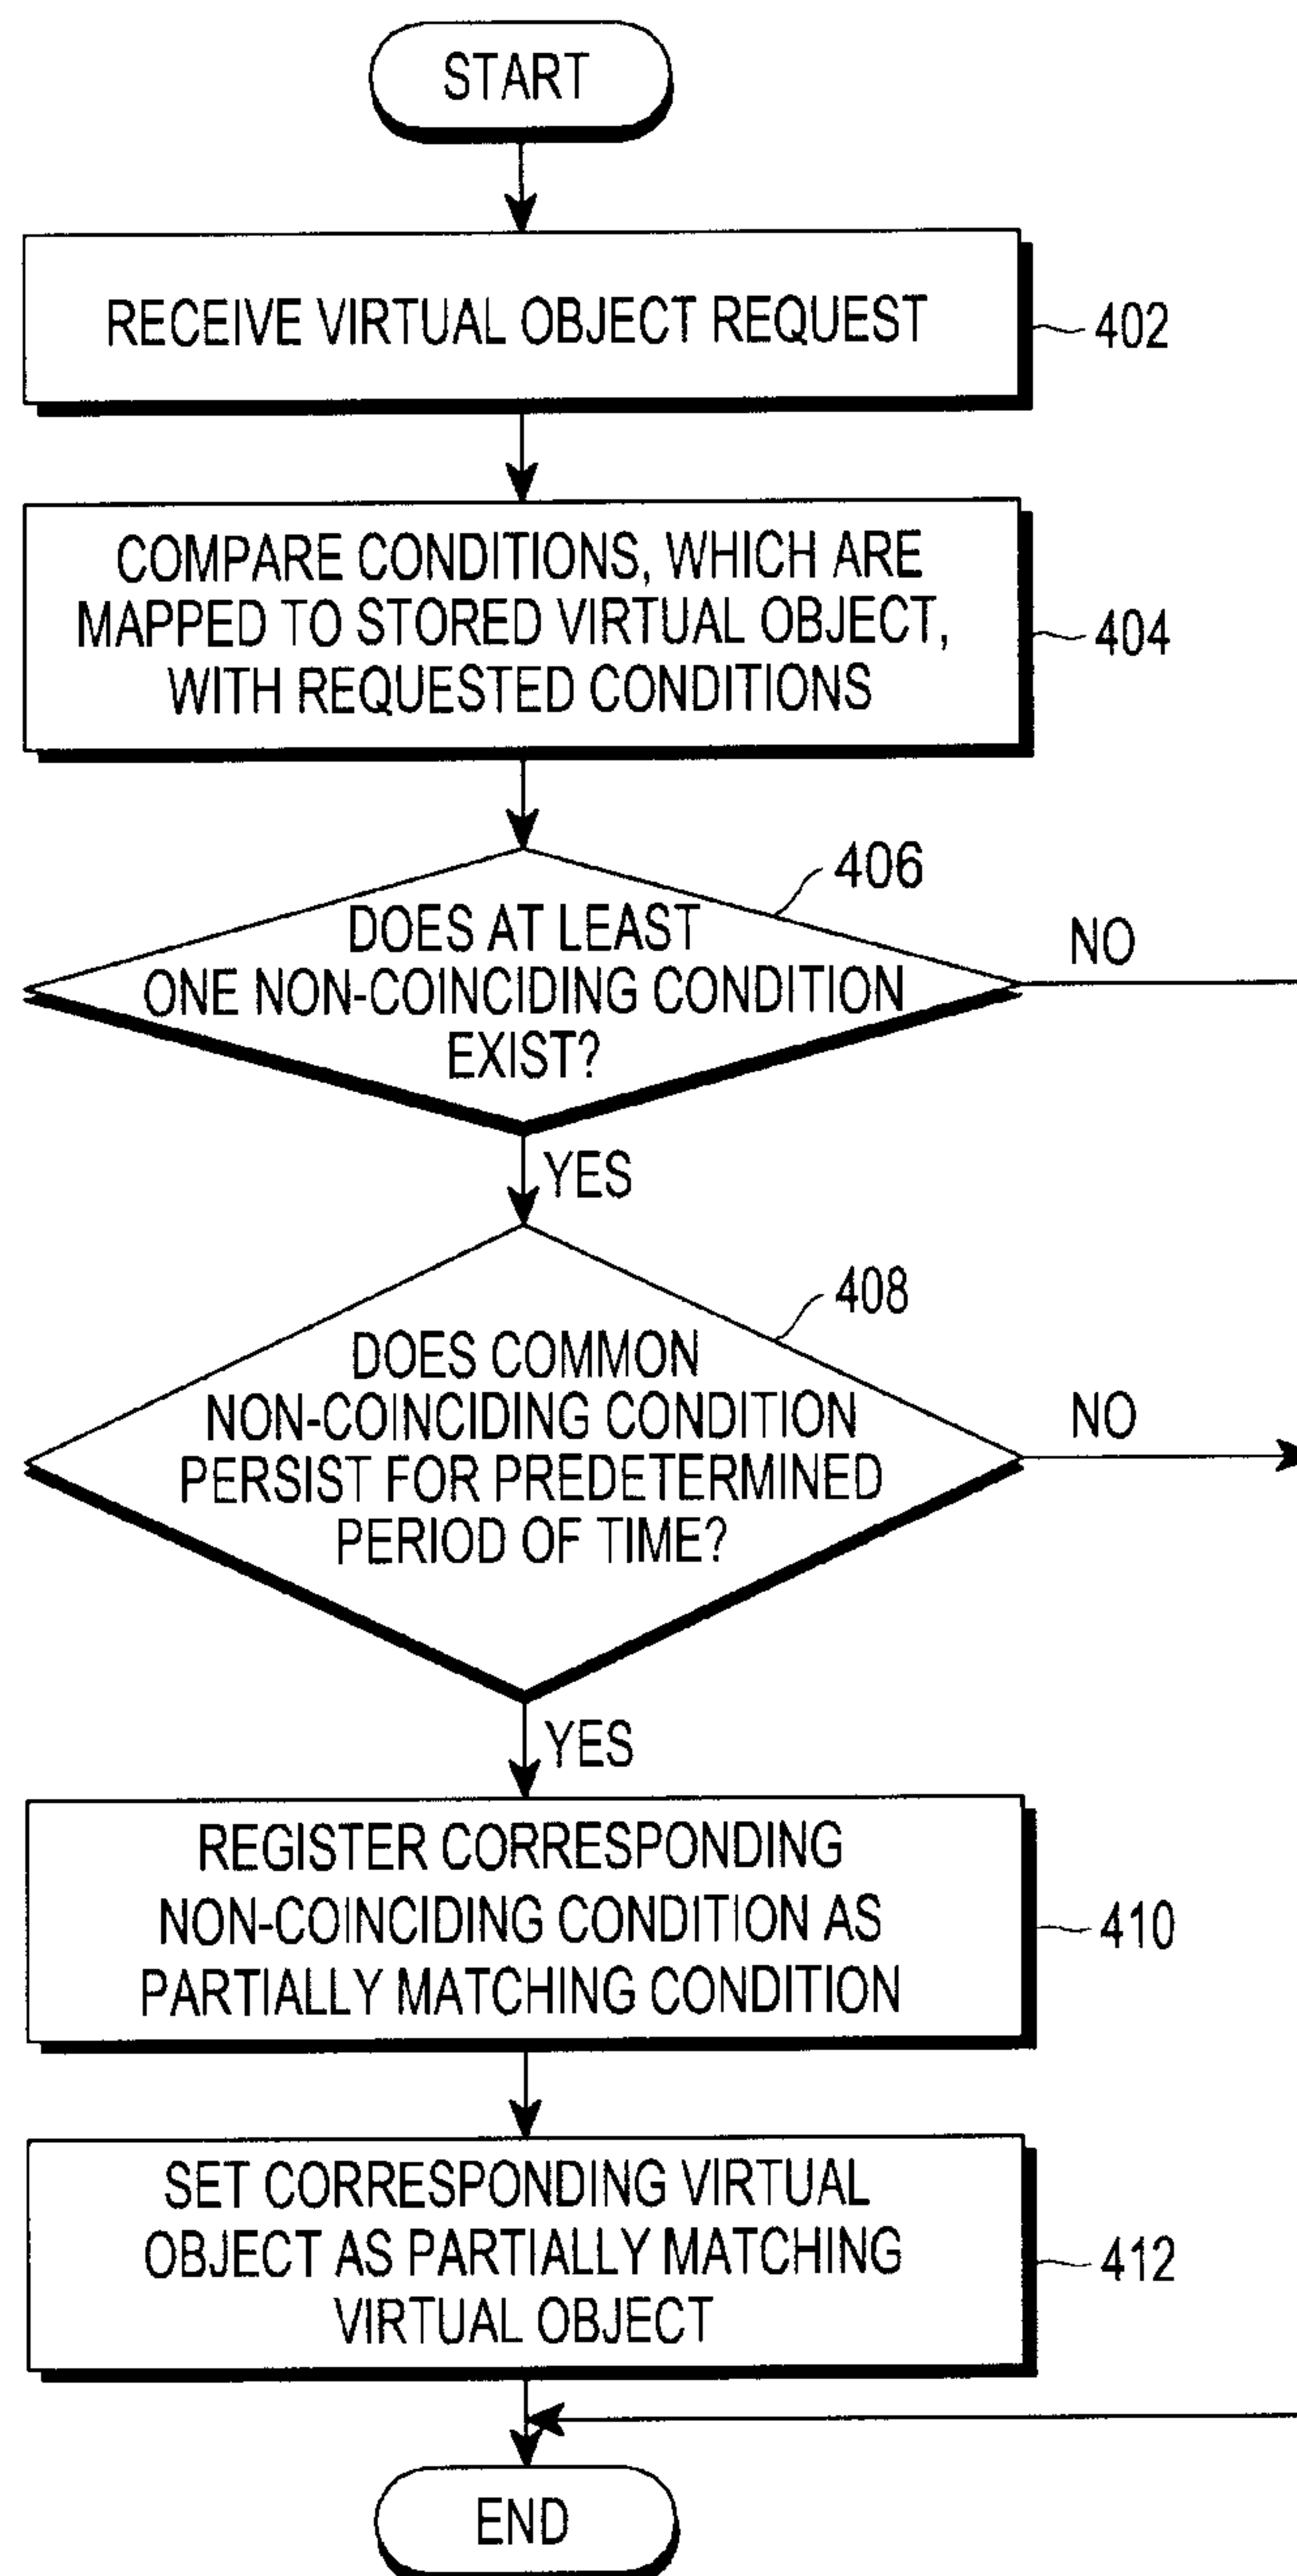 START
RECEIVE VIRTUAL OBJECT REQUEST
402
COMPARE CONDITIONS, WHICH ARE
MAPPED TO STORED VIRTUAL OBJECT,
WITH REQUESTED CONDITIONS
404
406
DOES AT LEAST
ONE NON-COINCIDING CONDITION
EXIST?
NO
YES
408
DOES COMMON
NON-COINCIDING CONDITION
PERSIST FOR PREDETERMINED
PERIOD OF TIME?
NO
YES
REGISTER CORRESPONDING
NON-COINCIDING CONDITION AS
PARTIALLY MATCHING CONDITION
410
SET CORRESPONDING VIRTUAL
OBJECT AS PARTIALLY MATCHING
VIRTUAL OBJECT
412
END